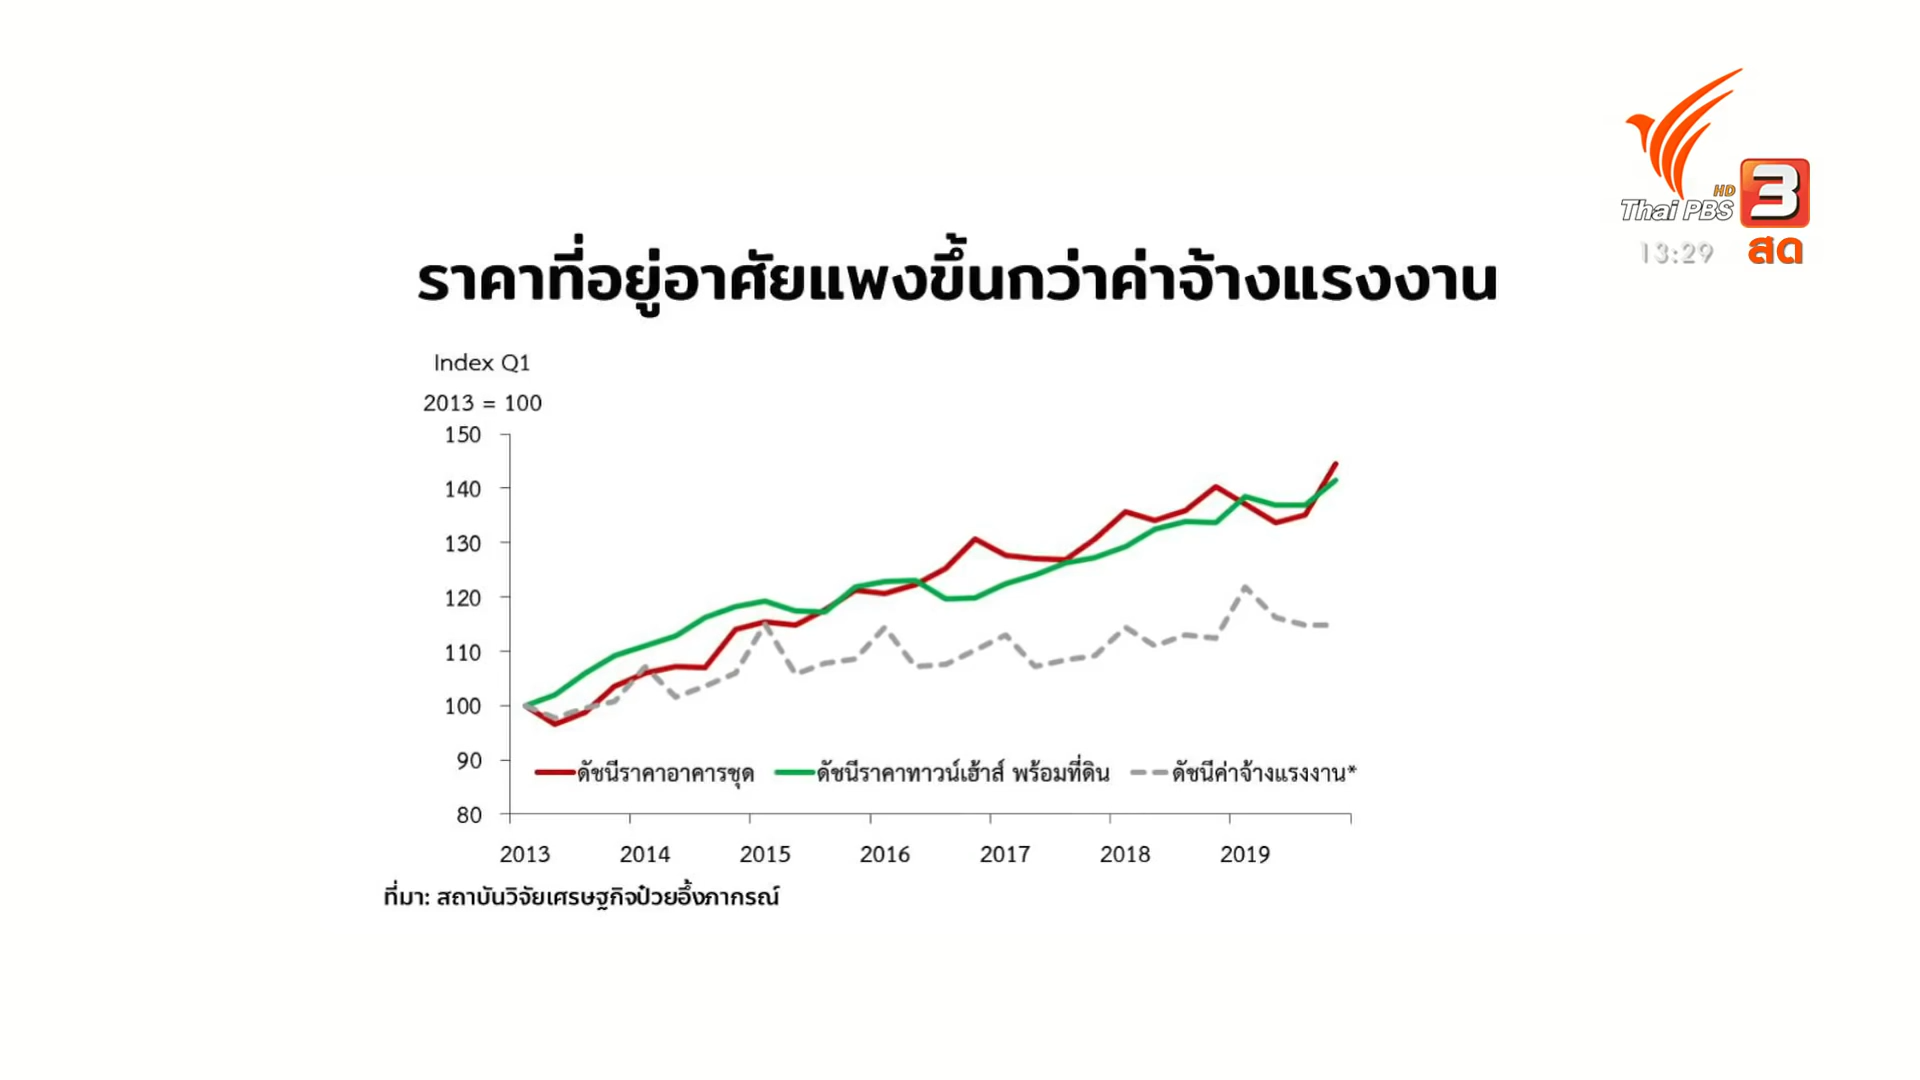 HD
Thai PBS 3
13:29 สด
ราคาที่อยู่อาศัยแพงขึ้นกว่าค่าจ้างแรงงาน
Index Q1
2013 = 100
150
140
130
120
110
100
90
80
ดัชนีราคาอาคารชุด ดัชนีราคาทาวน์เฮ้าส์ พร้อมที่ดิน ดัชนีค่าจ้างแรงงาน*
2013 2014 2015 2016 2017 2018 2019
ที่มา: สถาบันวิจัยเศรษฐกิจป๋วยอึ๊งภากรณ์